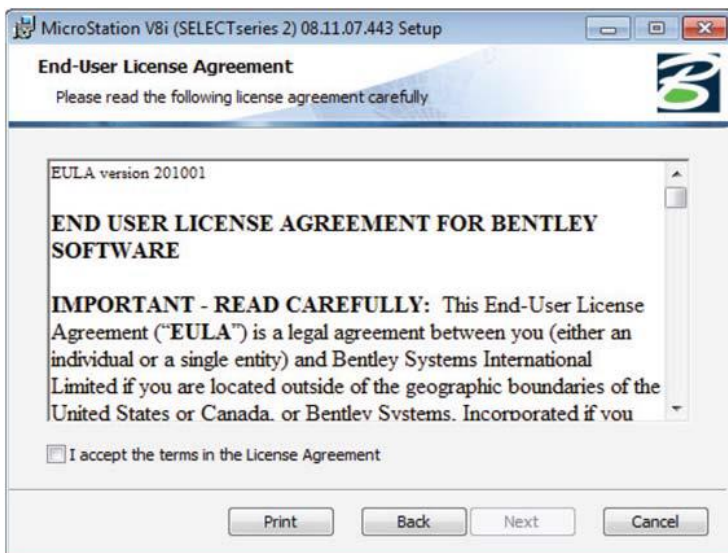 MicroStation V8i (SELECTseries 2) 08.11.07.443 Setup
End-User License Agreement
Please read the following license agreement carefully
EULA version 201001
END USER LICENSE AGREEMENT FOR BENTLEY
SOFTWARE
IMPORTANT - READ CAREFULLY: This End-User License
Agreement (“EULA”) is a legal agreement between you (either an
individual or a single entity) and Bentley Systems International
Limited if you are located outside of the geographic boundaries of the
United States or Canada, or Bentley Systems, Incorporated if you
I accept the terms in the License Agreement
Print Back Next Cancel